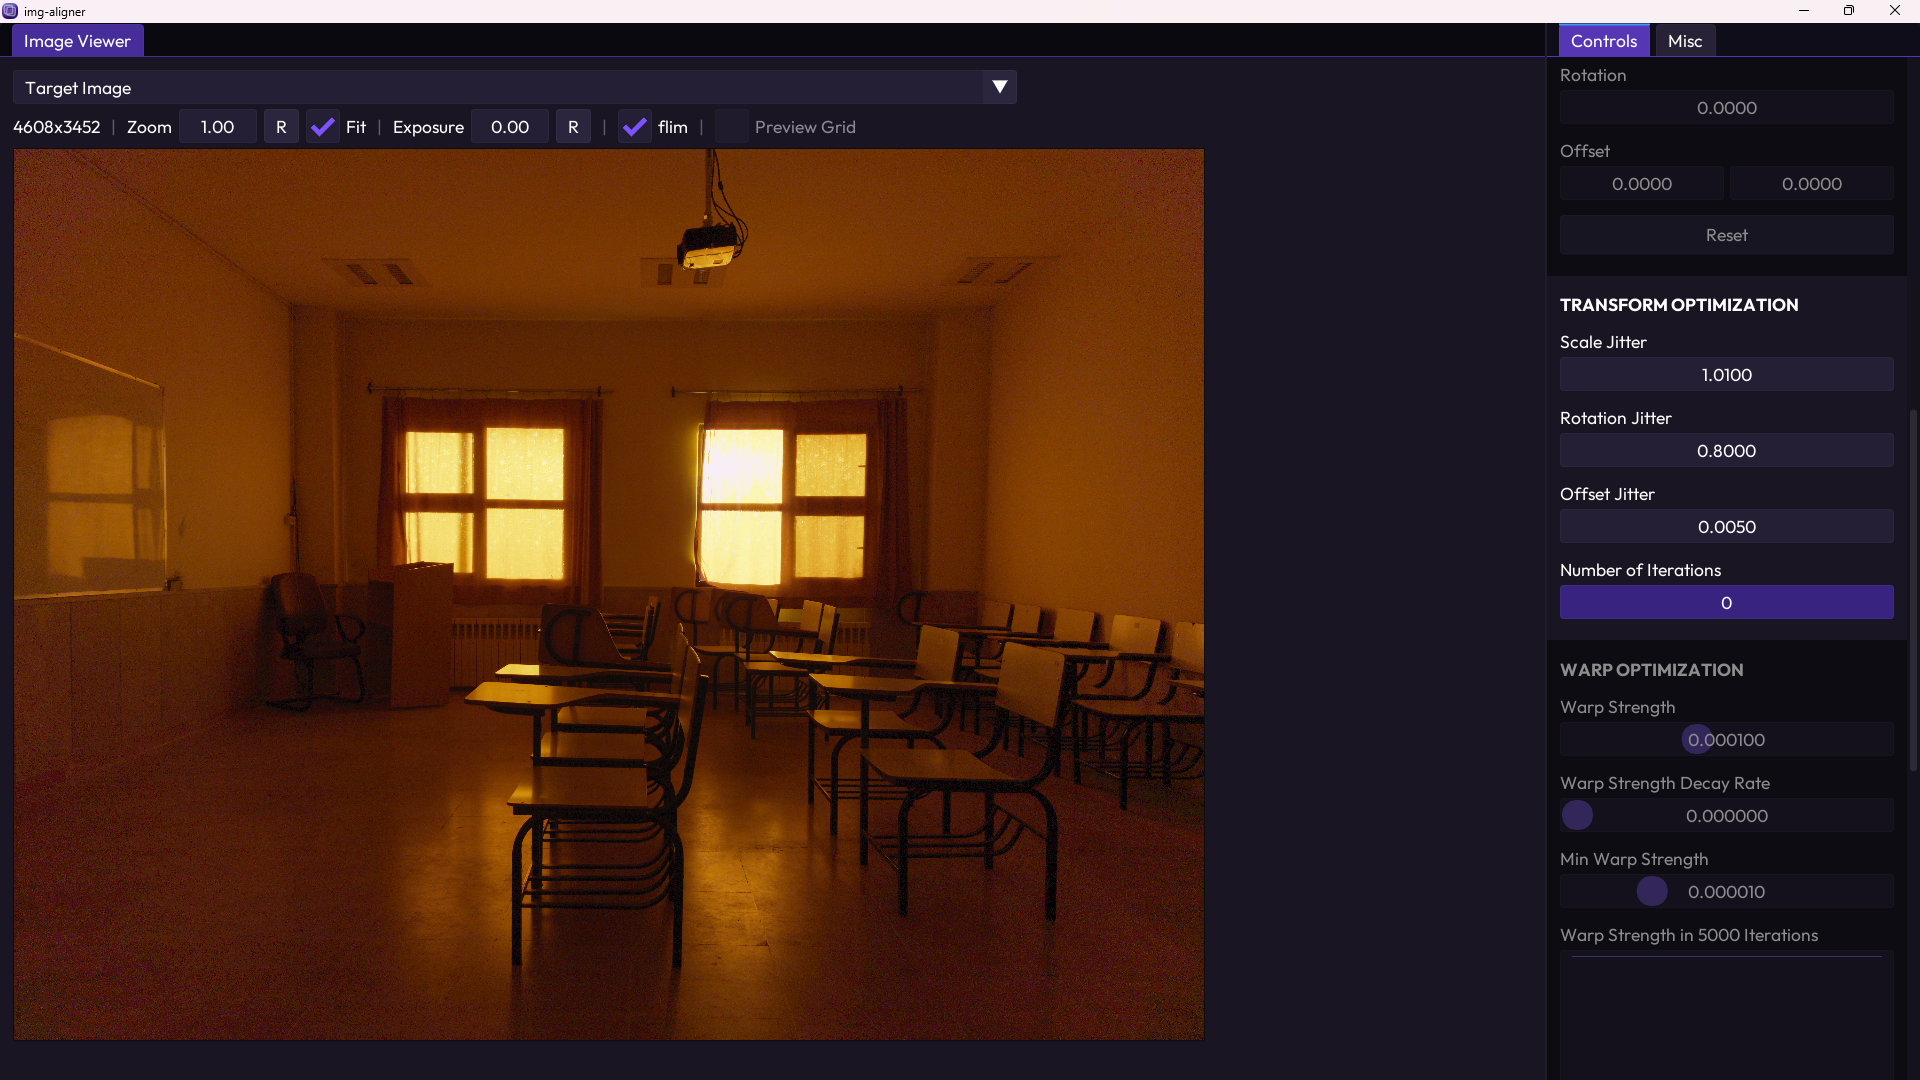 img-aligner
Image Viewer
Controls
Misc
Target Image
4608x3452 | Zoom 1.00 R Fit | Exposure 0.00 R | flim | Preview Grid
Rotation
0.0000
Offset
0.0000 0.0000
Reset
TRANSFORM OPTIMIZATION
Scale Jitter
1.0100
Rotation Jitter
0.8000
Offset Jitter
0.0050
Number of Iterations
0
WARP OPTIMIZATION
Warp Strength
0.000100
Warp Strength Decay Rate
0.000000
Min Warp Strength
0.000010
Warp Strength in 5000 Iterations